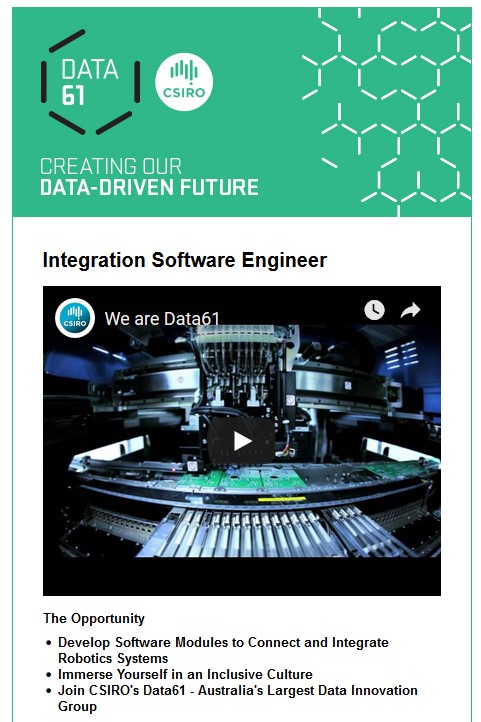 DATA
61
CSIRO
CREATING OUR
DATA-DRIVEN FUTURE
Integration Software Engineer
CSIRO
We are Data61
The Opportunity
• Develop Software Modules to Connect and Integrate
Robotics Systems
• Immerse Yourself in an Inclusive Culture
• Join CSIRO's Data61 - Australia's Largest Data Innovation
Group